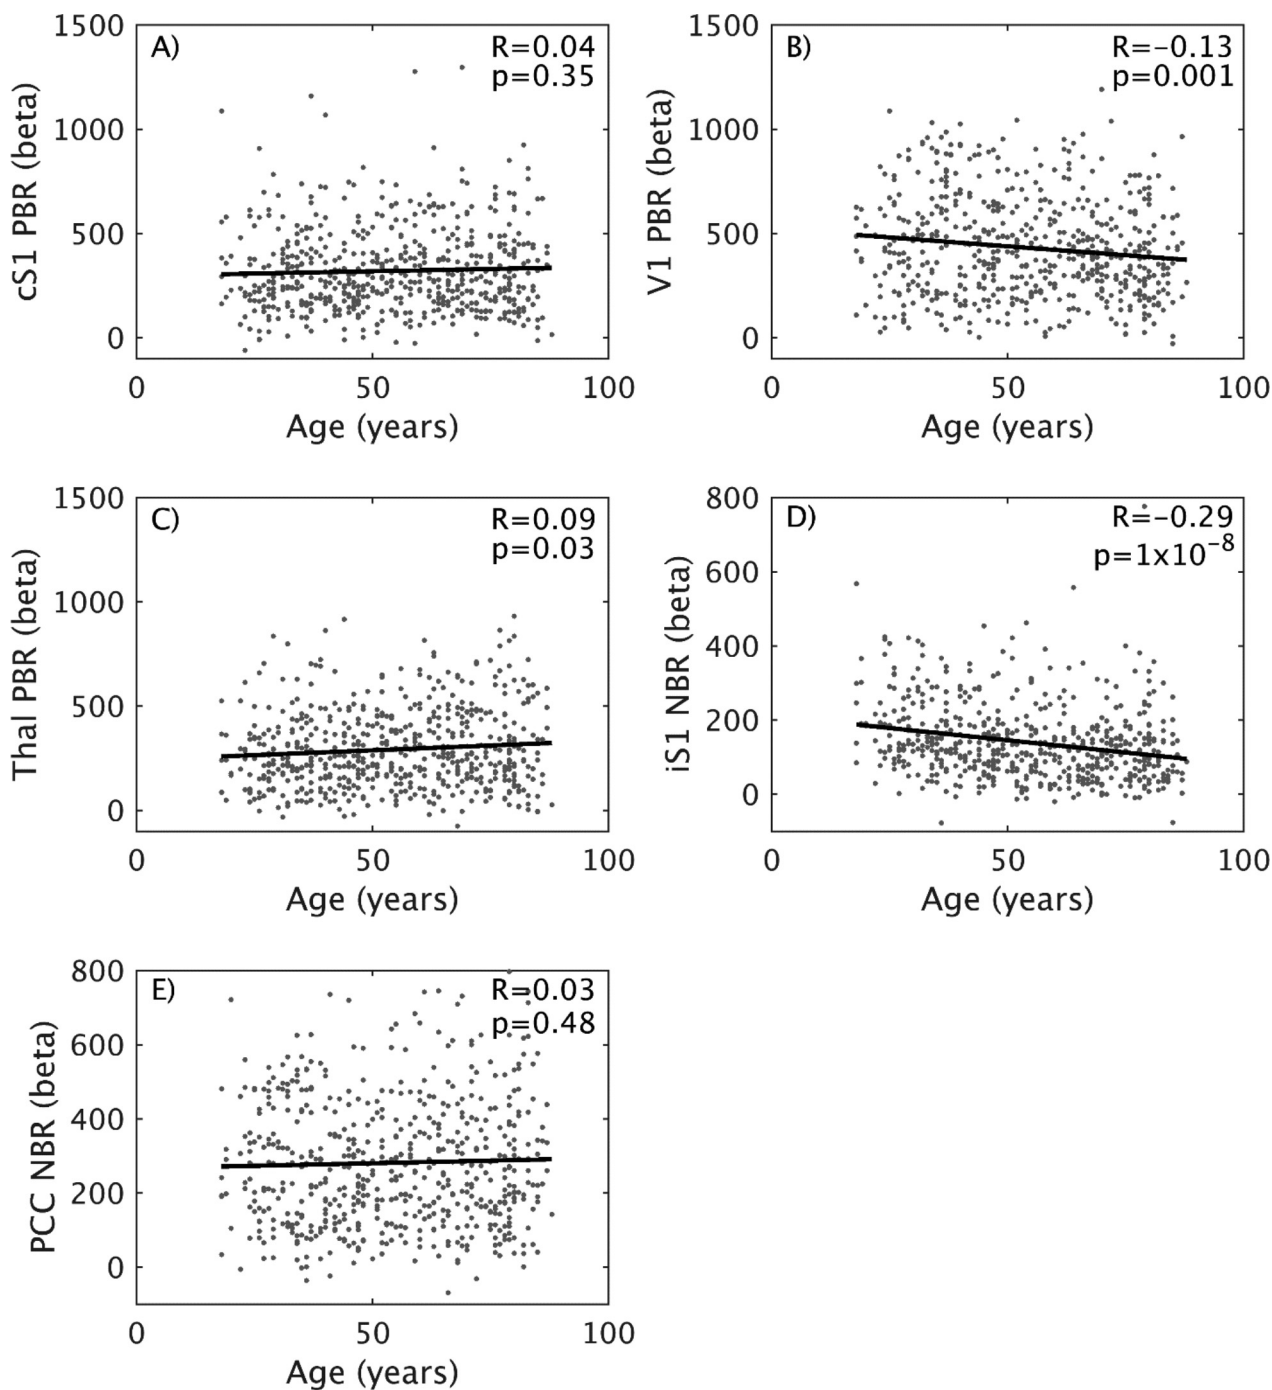 A)
R=0.04
p=0.35
1500
1000
500
0
cS1 PBR (beta)
0 50 100
Age (years)
B)
R=−0.13
p=0.001
1500
1000
500
0
V1 PBR (beta)
0 50 100
Age (years)
C)
R=0.09
p=0.03
1500
1000
500
0
Thal PBR (beta)
0 50 100
Age (years)
D)
R=−0.29
p=1x10⁻⁸
800
600
400
200
0
iS1 NBR (beta)
0 50 100
Age (years)
E)
R=0.03
p=0.48
800
600
400
200
0
PCC NBR (beta)
0 50 100
Age (years)